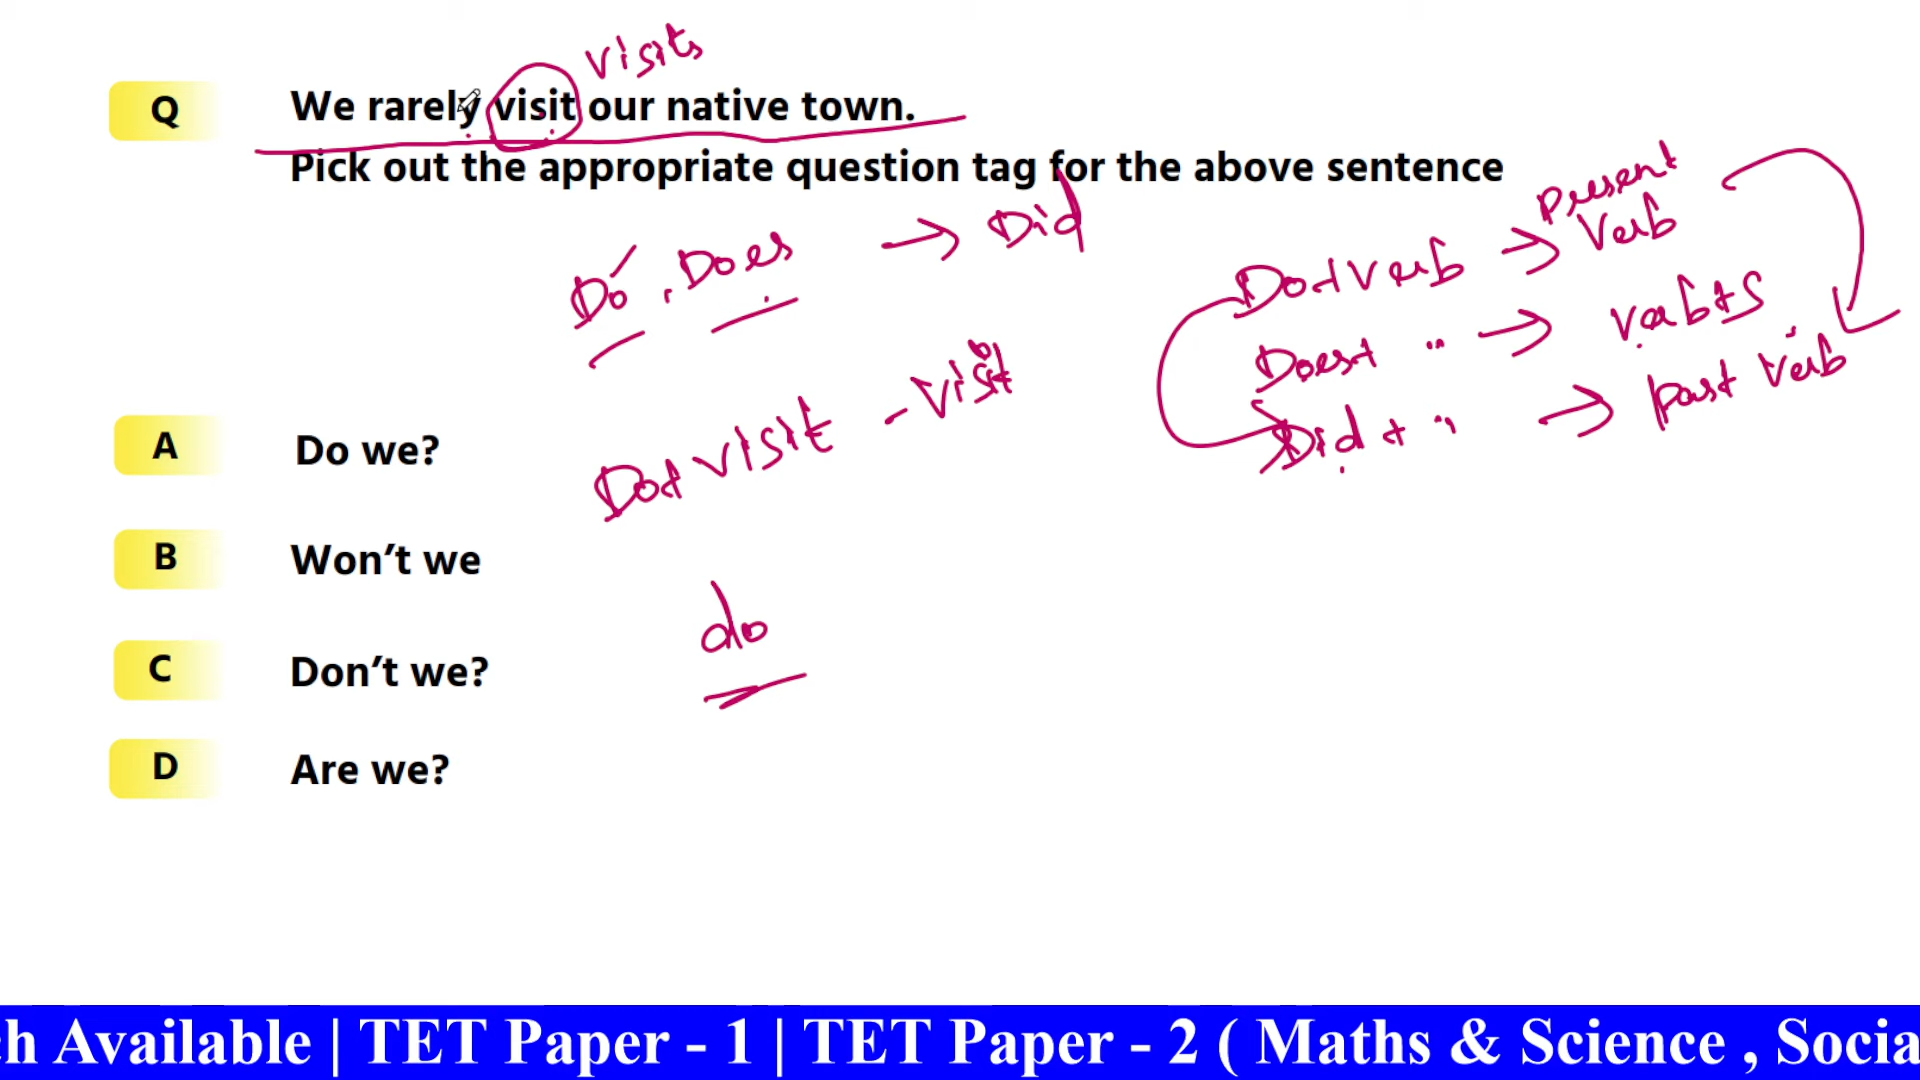 visits
Q We rarely visit our native town.
Pick out the appropriate question tag for the above sentence
Do, Does → Did
Do+verb → Present Verb
Does+ " → Verb+s
Did + " → past verb
Do+visit - visit
A Do we?
B Won’t we
do
C Don’t we?
D Are we?
ch Available | TET Paper - 1 | TET Paper - 2 ( Maths & Science , Socia